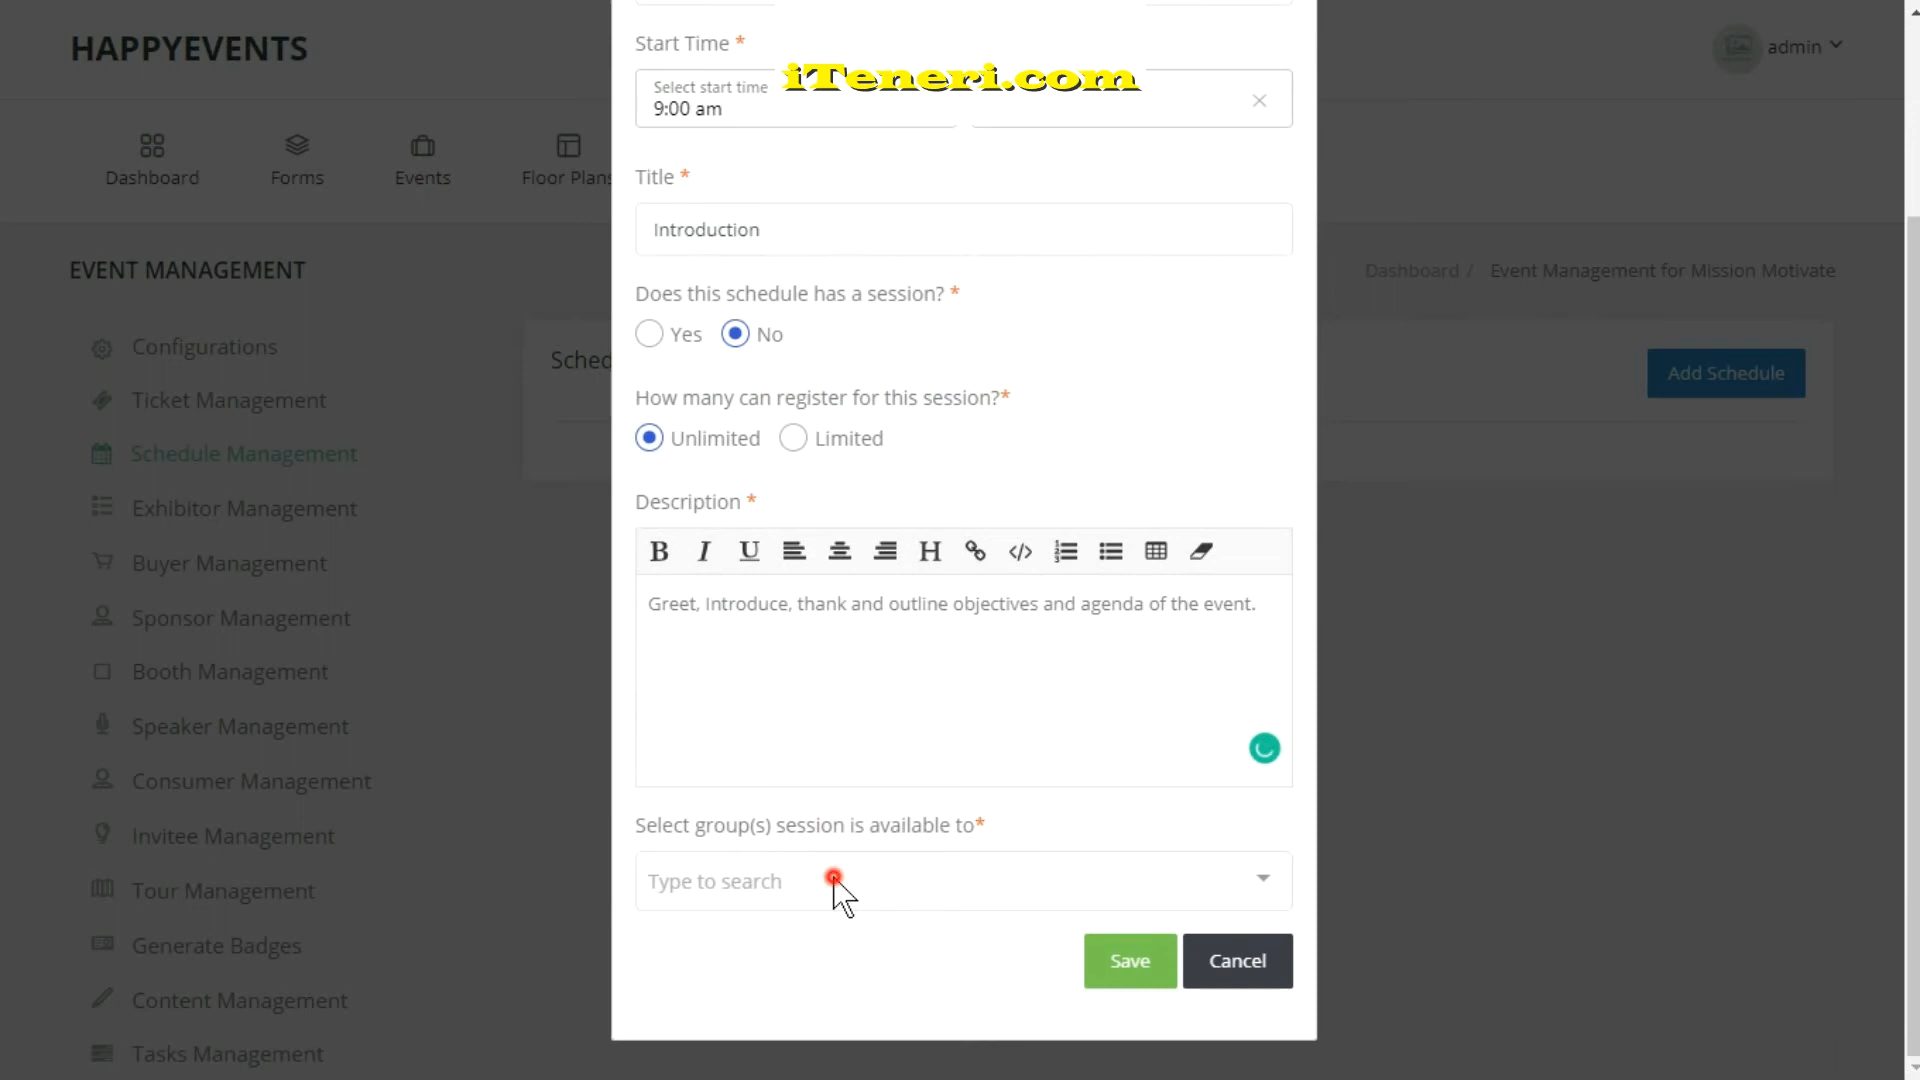 HAPPYEVENTS
admin
Start Time *
iTeneri.com
Select start time
9:00 am
Dashboard
Forms
Events
Floor Plans
Title *
Introduction
EVENT MANAGEMENT
Dashboard / Event Management for Mission Motivate
Does this schedule has a session? *
Yes No
Sched
Add Schedule
How many can register for this session?*
Unlimited Limited
Configurations
Ticket Management
Schedule Management
Exhibitor Management
Buyer Management
Sponsor Management
Booth Management
Speaker Management
Consumer Management
Invitee Management
Tour Management
Generate Badges
Content Management
Tasks Management
Description *
B I U H
Greet, Introduce, thank and outline objectives and agenda of the event.
Select group(s) session is available to*
Type to search
Save
Cancel